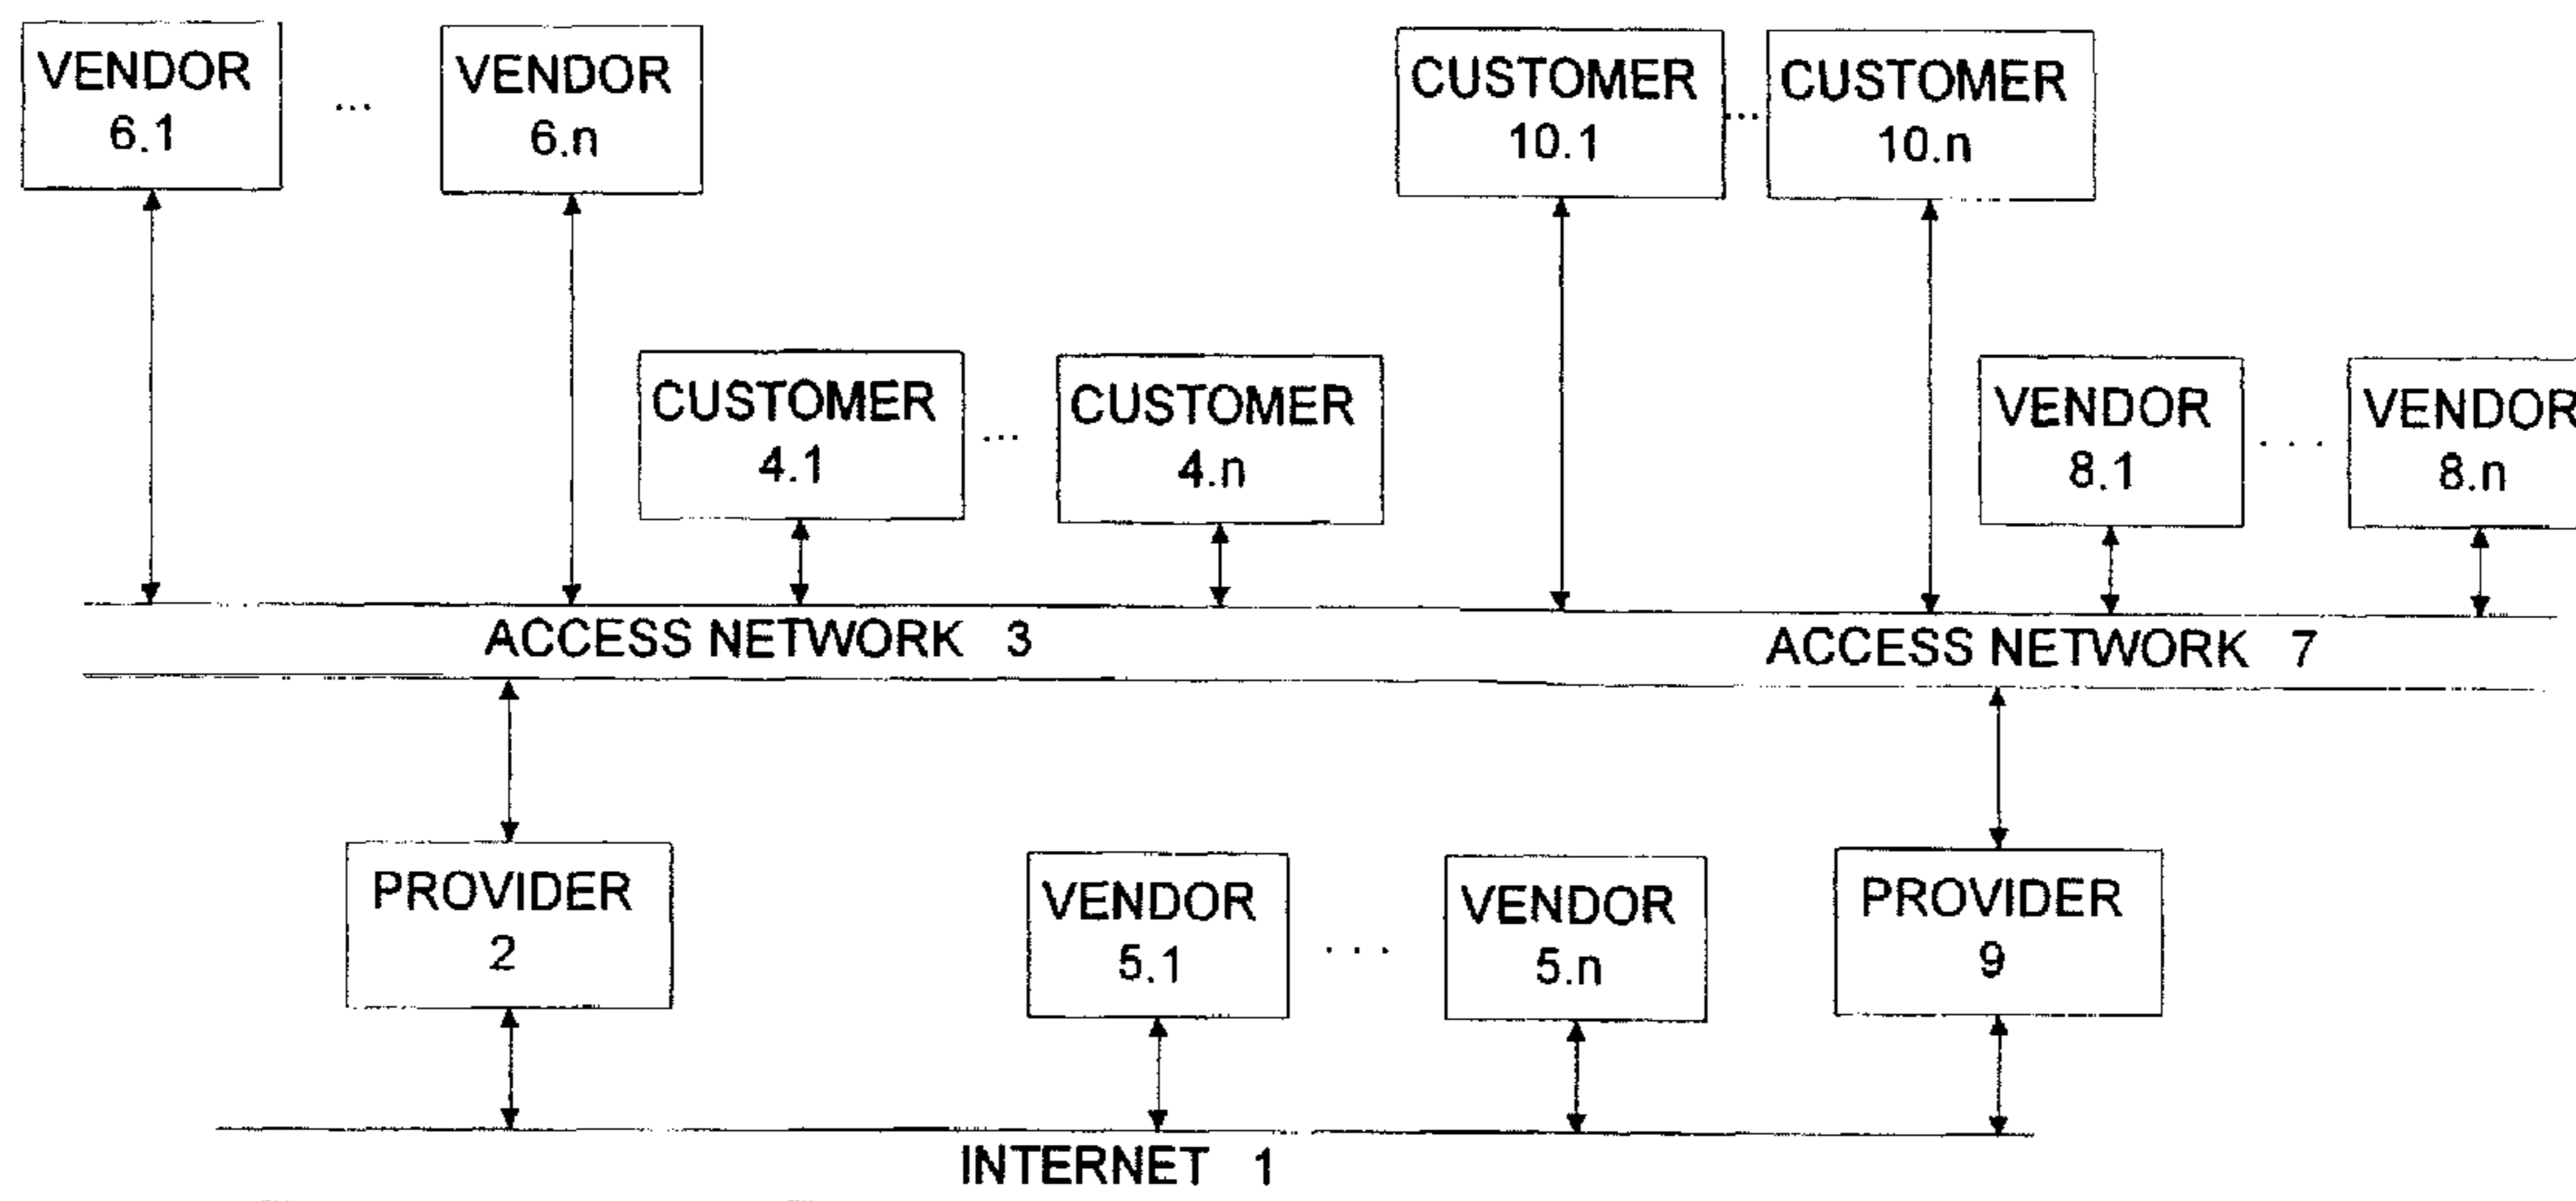 VENDOR
6.1
...
VENDOR
6.n
CUSTOMER
10.1
...
CUSTOMER
10.n
CUSTOMER
4.1
...
CUSTOMER
4.n
VENDOR
8.1
...
VENDOR
8.n
ACCESS NETWORK 3
ACCESS NETWORK 7
PROVIDER
2
VENDOR
5.1
...
VENDOR
5.n
PROVIDER
9
INTERNET 1